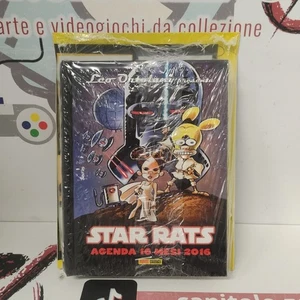 arte e videogiochi da collezione
Leo Ortolani presenta
STAR RATS
AGENDA 16 MESI 2016